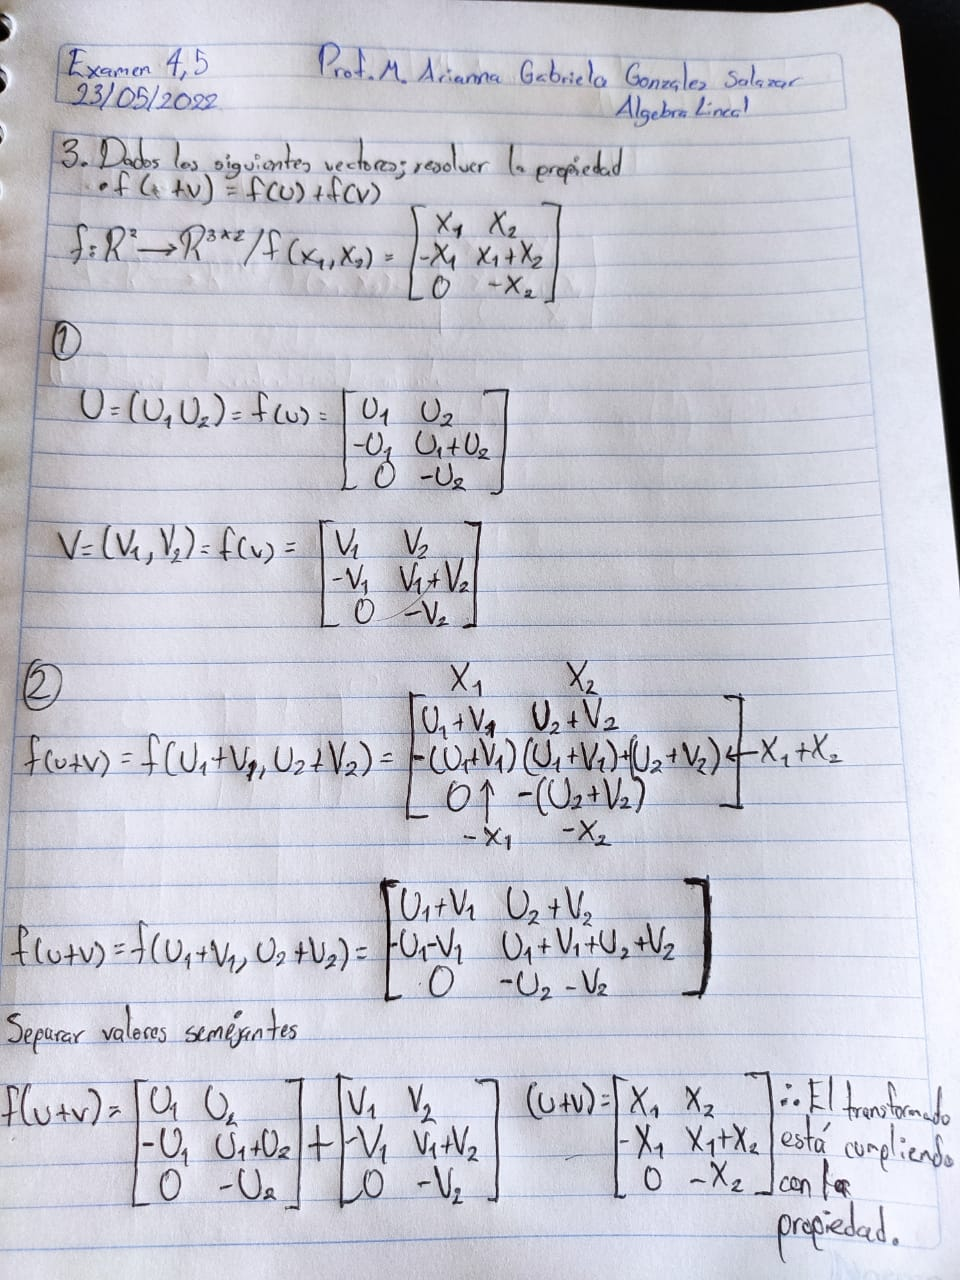 Examen 4,5 Prof. M. Arianna Gabriela Gonzalez Salazar
23/05/2022 Algebra Lineal
3. Dados los siguientes vectores; resolver la propiedad
• f( +V) = f(U) + f(V)
f: R² → R³ˣ² / f(X₁, X₂) = [X₁ X₂
-X₁ X₁+X₂
0 -X₂]
①
U = (U₁ U₂) = f(u) = [U₁ U₂
-U₁ U₁+U₂
0 -U₂]
V = (V₁, V₂) = f(v) = [V₁ V₂
-V₁ V₁+V₂
0 -V₂]
②
X₁ X₂
f(u+v) = f(U₁+V₁, U₂+V₂) = [U₁+V₁ U₂+V₂
-(U₁+V₁) (U₁+V₁)+(U₂+V₂)] ← X₁+X₂
0 ↑ -(U₂+V₂)
-X₁ -X₂
f(u+v) = f(U₁+V₁, U₂+V₂) = [U₁+V₁ U₂+V₂
-U₁-V₁ U₁+V₁+U₂+V₂
0 -U₂-V₂]
Separar valores semejantes
f(u+v) = [U₁ U₂ -U₁ U₁+U₂ 0 -U₂] + [V₁ V₂ -V₁ V₁+V₂ 0 -V₂] (u+v) = [X₁ X₂ -X₁ X₁+X₂ 0 -X₂]
∴ El transformado
está cumpliendo
con la
propiedad.